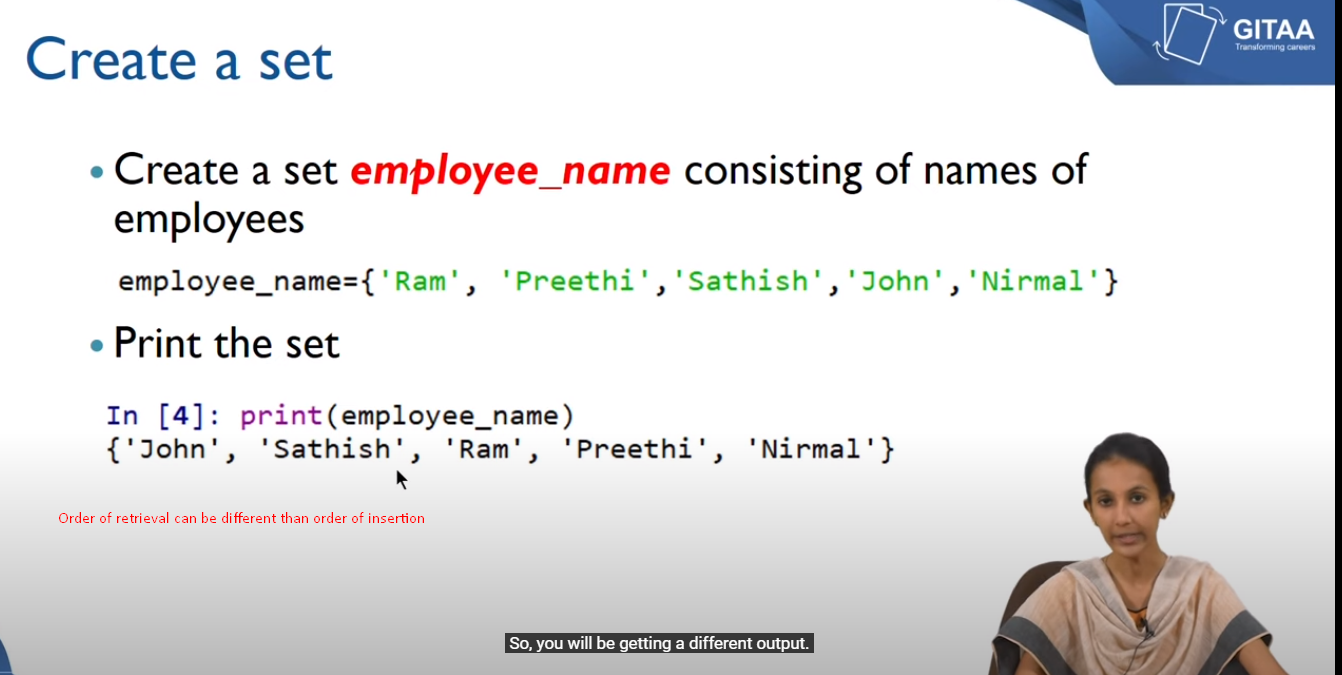 GITAA
Transforming careers
Create a set
• Create a set employee_name consisting of names of
employees
employee_name={'Ram', 'Preethi','Sathish','John','Nirmal'}
• Print the set
In [4]: print(employee_name)
{'John', 'Sathish', 'Ram', 'Preethi', 'Nirmal'}
Order of retrieval can be different than order of insertion
So, you will be getting a different output.